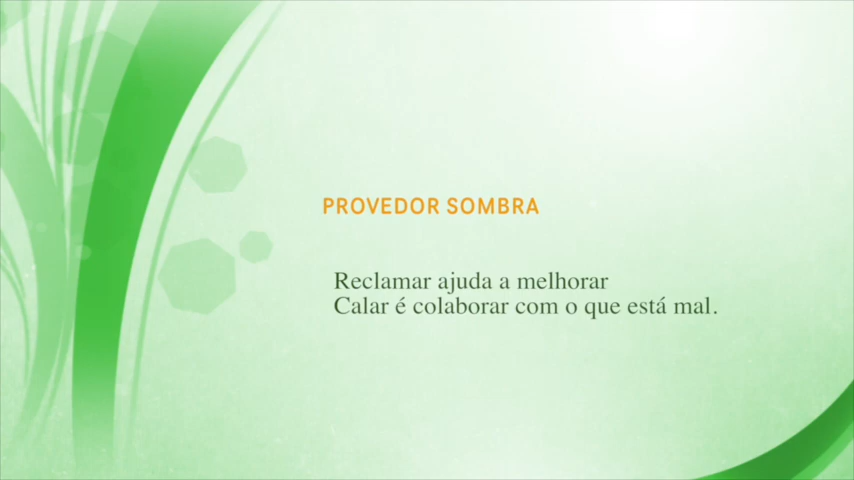 PROVEDOR SOMBRA
Reclamar ajuda a melhorar
Calar é colaborar com o que está mal.